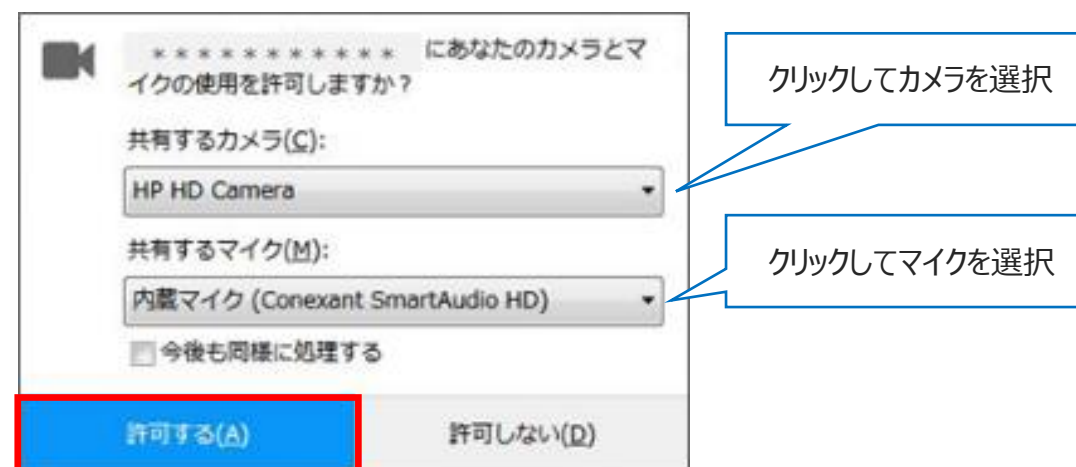 ＊＊＊＊＊＊＊＊＊＊＊ にあなたのカメラとマ
イクの使用を許可しますか？
共有するカメラ(C):
HP HD Camera
共有するマイク(M):
内蔵マイク (Conexant SmartAudio HD)
今後も同様に処理する
許可する(A)
許可しない(D)
クリックしてカメラを選択
クリックしてマイクを選択